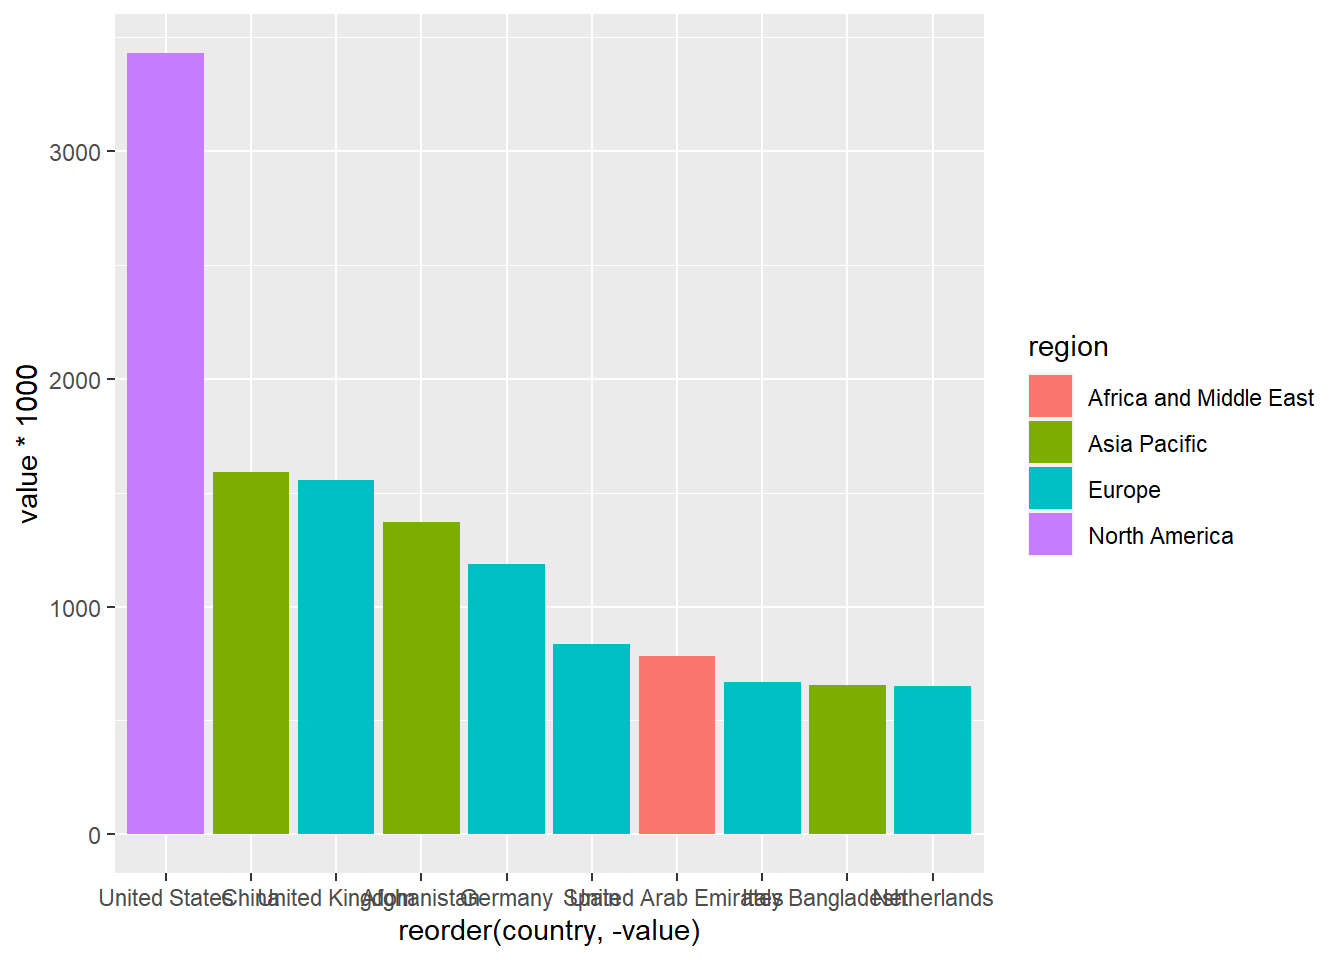 value * 1000
3000
2000
1000
0
United States China United Kingdom Afghanistan Germany Spain United Arab Emirates Italy Bangladesh Netherlands
reorder(country, -value)
region
Africa and Middle East
Asia Pacific
Europe
North America